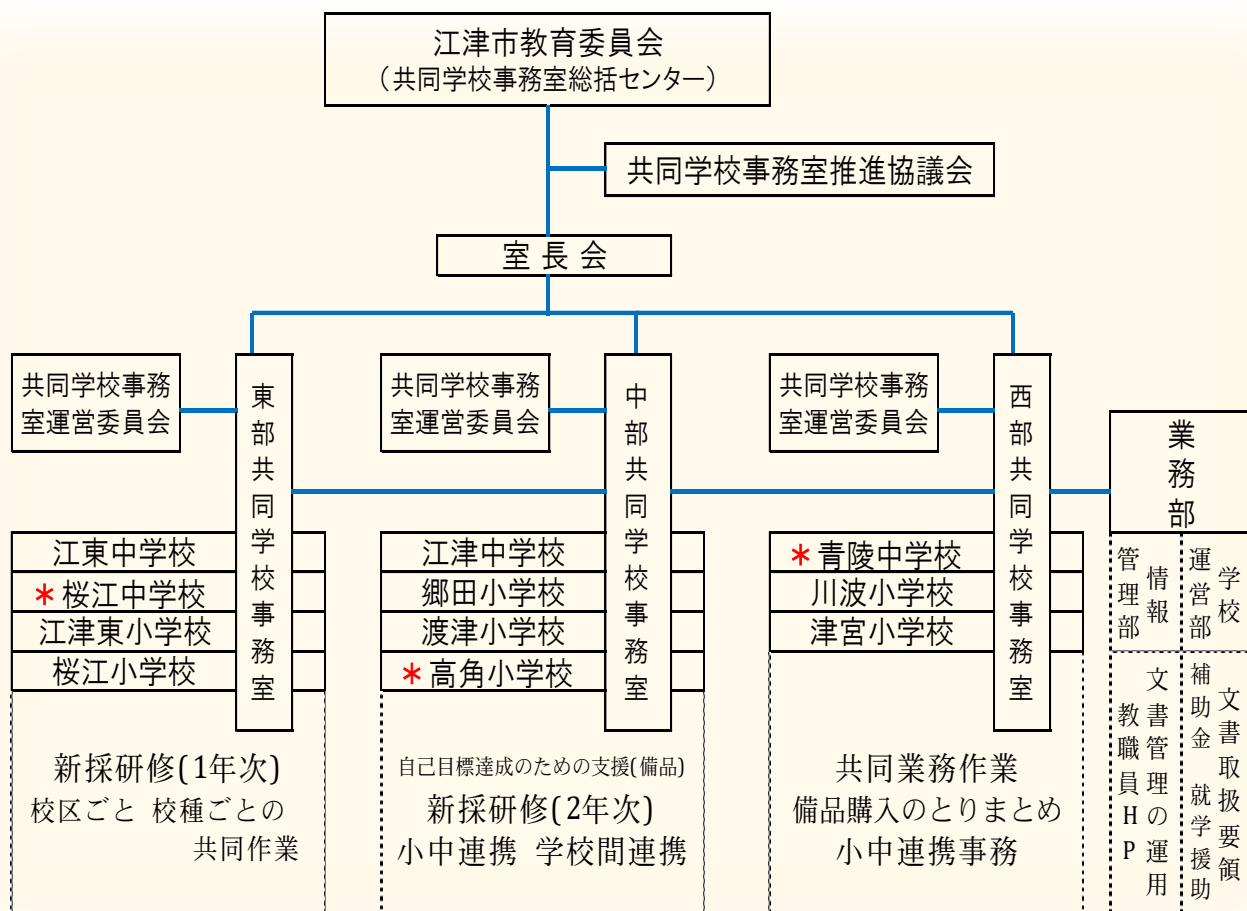 江津市教育委員会
（共同学校事務室総括センター）
共同学校事務室推進協議会
室長会
共同学校事務
室運営委員会
東部共同学校事務室
江東中学校
＊桜江中学校
江津東小学校
桜江小学校
新採研修(1年次)
校区ごと 校種ごとの
共同作業
共同学校事務
室運営委員会
中部共同学校事務室
江津中学校
郷田小学校
渡津小学校
＊高角小学校
自己目標達成のための支援(備品)
新採研修(2年次)
小中連携 学校間連携
共同学校事務
室運営委員会
西部共同学校事務室
＊青陵中学校
川波小学校
津宮小学校
共同業務作業
備品購入のとりまとめ
小中連携事務
業務部
学校
運営部
情報
管理部
文書取扱要領
補助金 就学援助
文書管理の運用
教職員HP